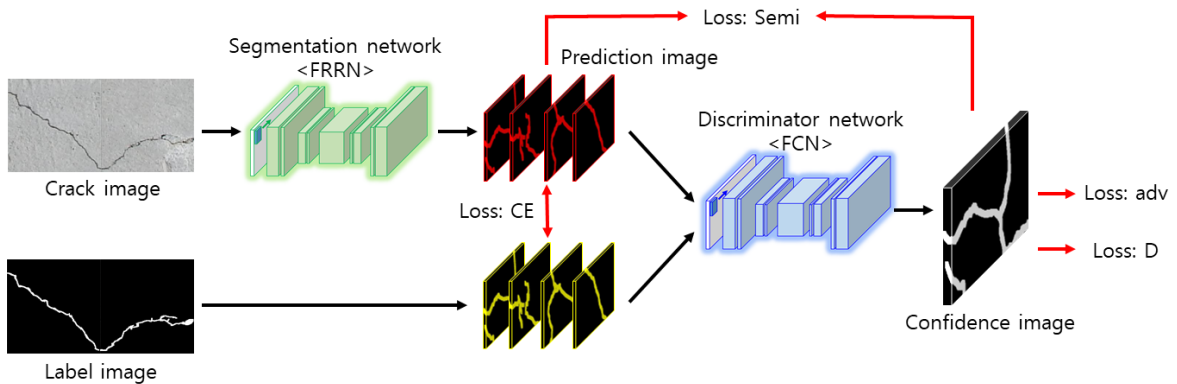 Loss: Semi
Segmentation network
<FRRN>
Prediction image
Discriminator network
<FCN>
Crack image
Loss: CE
Loss: adv
Loss: D
Confidence image
Label image